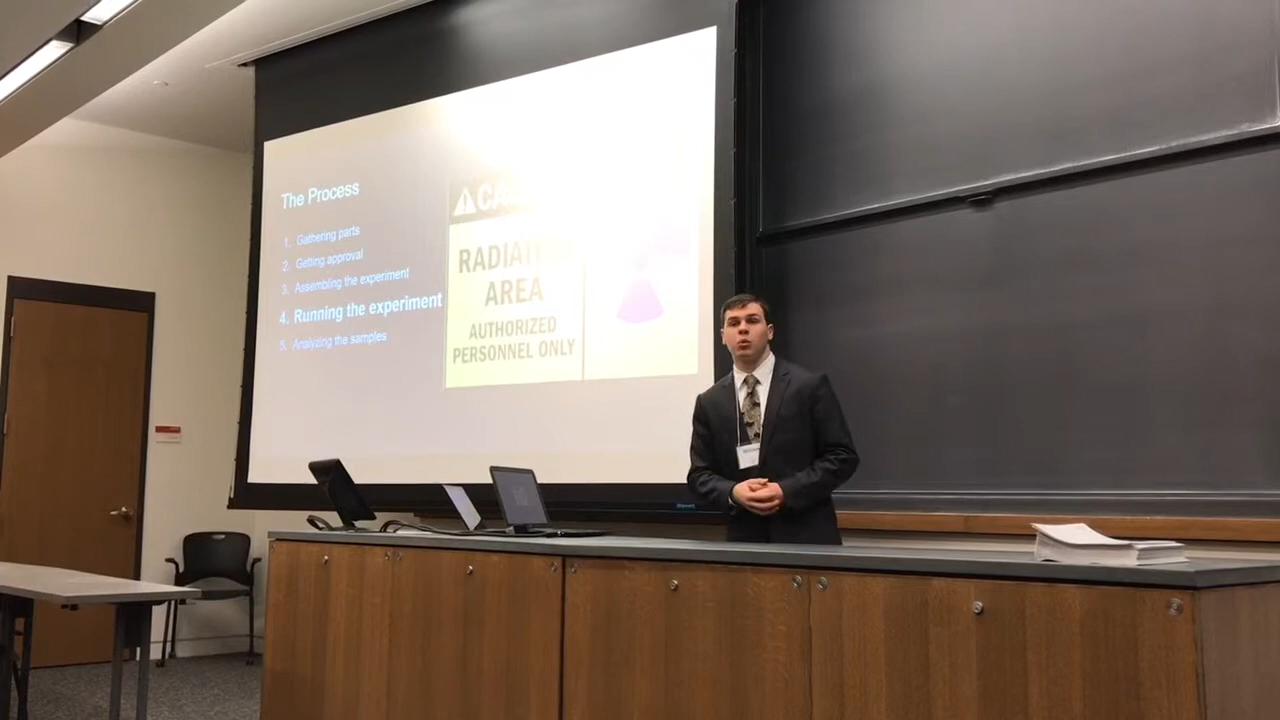 The Process
1. Gathering parts
2. Getting approval
3. Assembling the experiment
4. Running the experiment
5. Analyzing the samples
RADIATION
AREA
AUTHORIZED
PERSONNEL ONLY